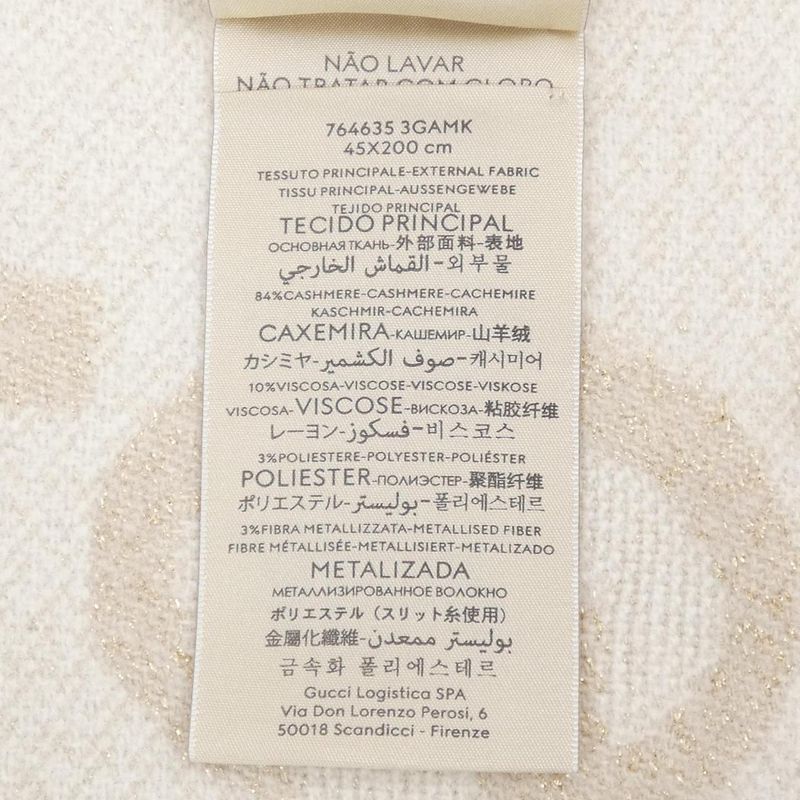 NÃO LAVAR
NÃO TRATAR COM CLORO
764635 3GAMK
45X200 cm
TESSUTO PRINCIPALE-EXTERNAL FABRIC
TISSU PRINCIPAL-AUSSENGEWEBE
TEJIDO PRINCIPAL
TECIDO PRINCIPAL
ОСНОВНАЯ ТКАНЬ-外部面料-表地
القماش الخارجي-외부물
84%CASHMERE-CASHMERE-CACHEMIRE
KASCHMIR-CACHEMIRA
CAXEMIRA-КАШЕМИР-山羊绒
カシミヤ-صوف الكشمير-캐시미어
10%VISCOSA-VISCOSE-VISCOSE-VISKOSE
VISCOSA-VISCOSE-ВИСКОЗА-粘胶纤维
レーヨン-فسكوز-비스코스
3%POLIESTERE-POLYESTER-POLIÉSTER
POLIESTER-ПОЛИЭСТЕР-聚酯纤维
ポリエステル-بوليستر-폴리에스테르
3%FIBRA METALLIZZATA-METALLISED FIBER
FIBRE MÉTALLISÉE-METALLISIERT-METALIZADO
METALIZADA
МЕТАЛЛИЗИРОВАННОЕ ВОЛОКНО
ポリエステル（スリット糸使用）
金屬化纖維-بوليستر ممعدن
금속화 폴리에스테르
Gucci Logistica SPA
Via Don Lorenzo Perosi, 6
50018 Scandicci - Firenze